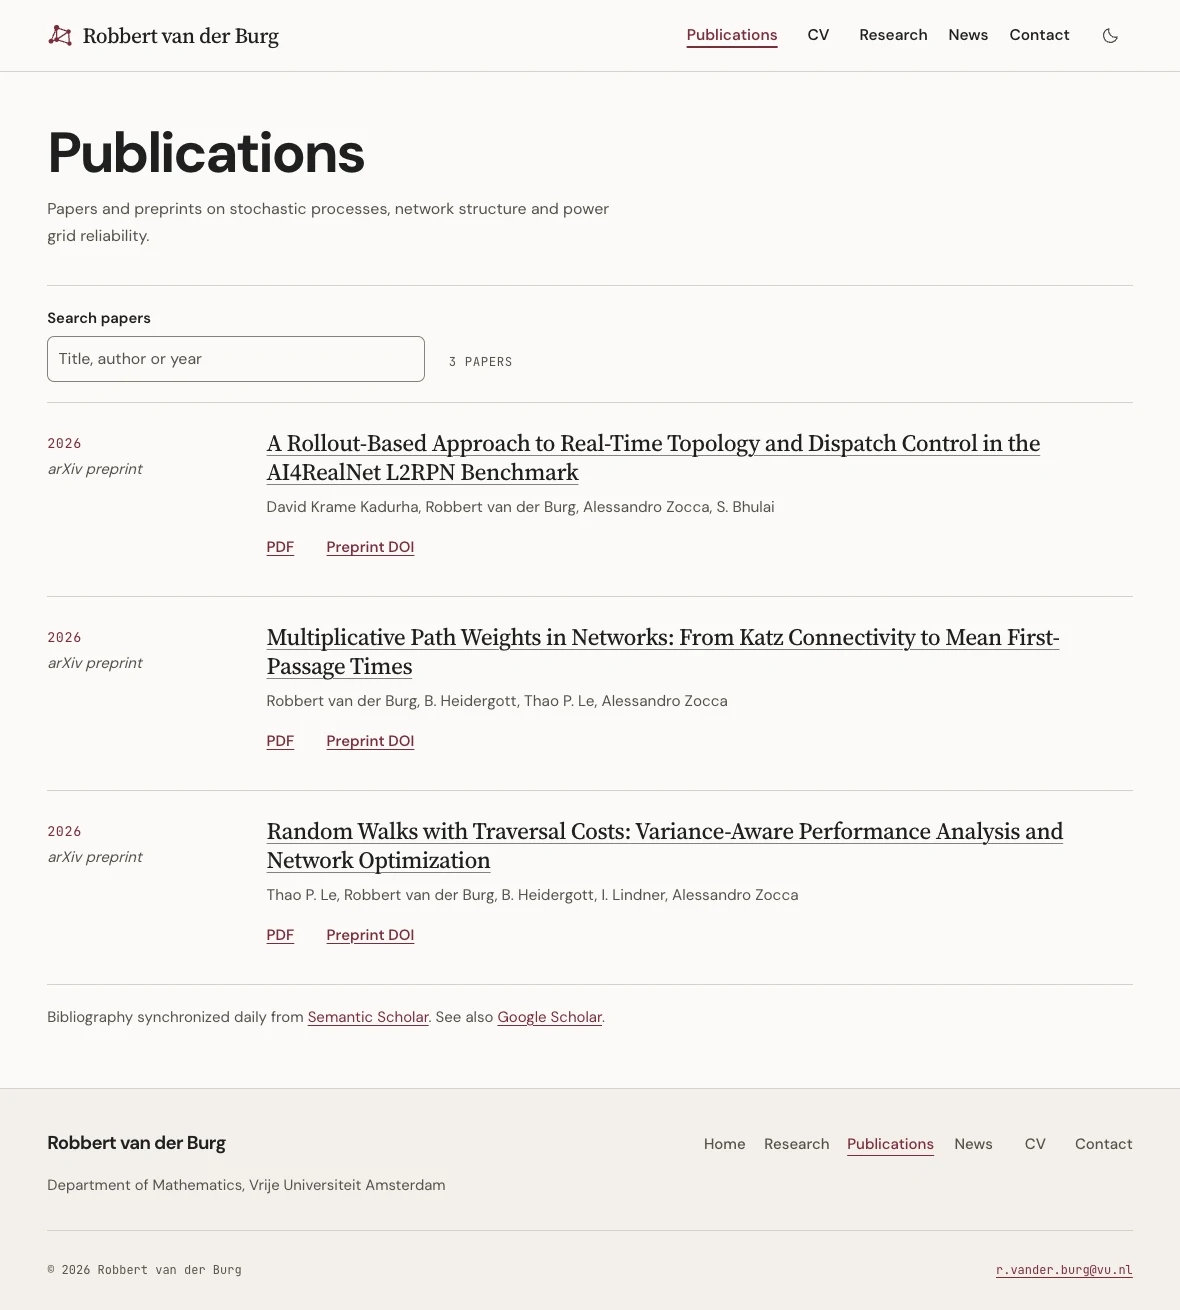 Robbert van der Burg
Publications CV Research News Contact
Publications
Papers and preprints on stochastic processes, network structure and power
grid reliability.
Search papers
Title, author or year
3 PAPERS
2026
arXiv preprint
A Rollout-Based Approach to Real-Time Topology and Dispatch Control in the
AI4RealNet L2RPN Benchmark
David Krame Kadurha, Robbert van der Burg, Alessandro Zocca, S. Bhulai
PDF Preprint DOI
2026
arXiv preprint
Multiplicative Path Weights in Networks: From Katz Connectivity to Mean First-
Passage Times
Robbert van der Burg, B. Heidergott, Thao P. Le, Alessandro Zocca
PDF Preprint DOI
2026
arXiv preprint
Random Walks with Traversal Costs: Variance-Aware Performance Analysis and
Network Optimization
Thao P. Le, Robbert van der Burg, B. Heidergott, I. Lindner, Alessandro Zocca
PDF Preprint DOI
Bibliography synchronized daily from Semantic Scholar. See also Google Scholar.
Robbert van der Burg
Home Research Publications News CV Contact
Department of Mathematics, Vrije Universiteit Amsterdam
© 2026 Robbert van der Burg
r.vander.burg@vu.nl